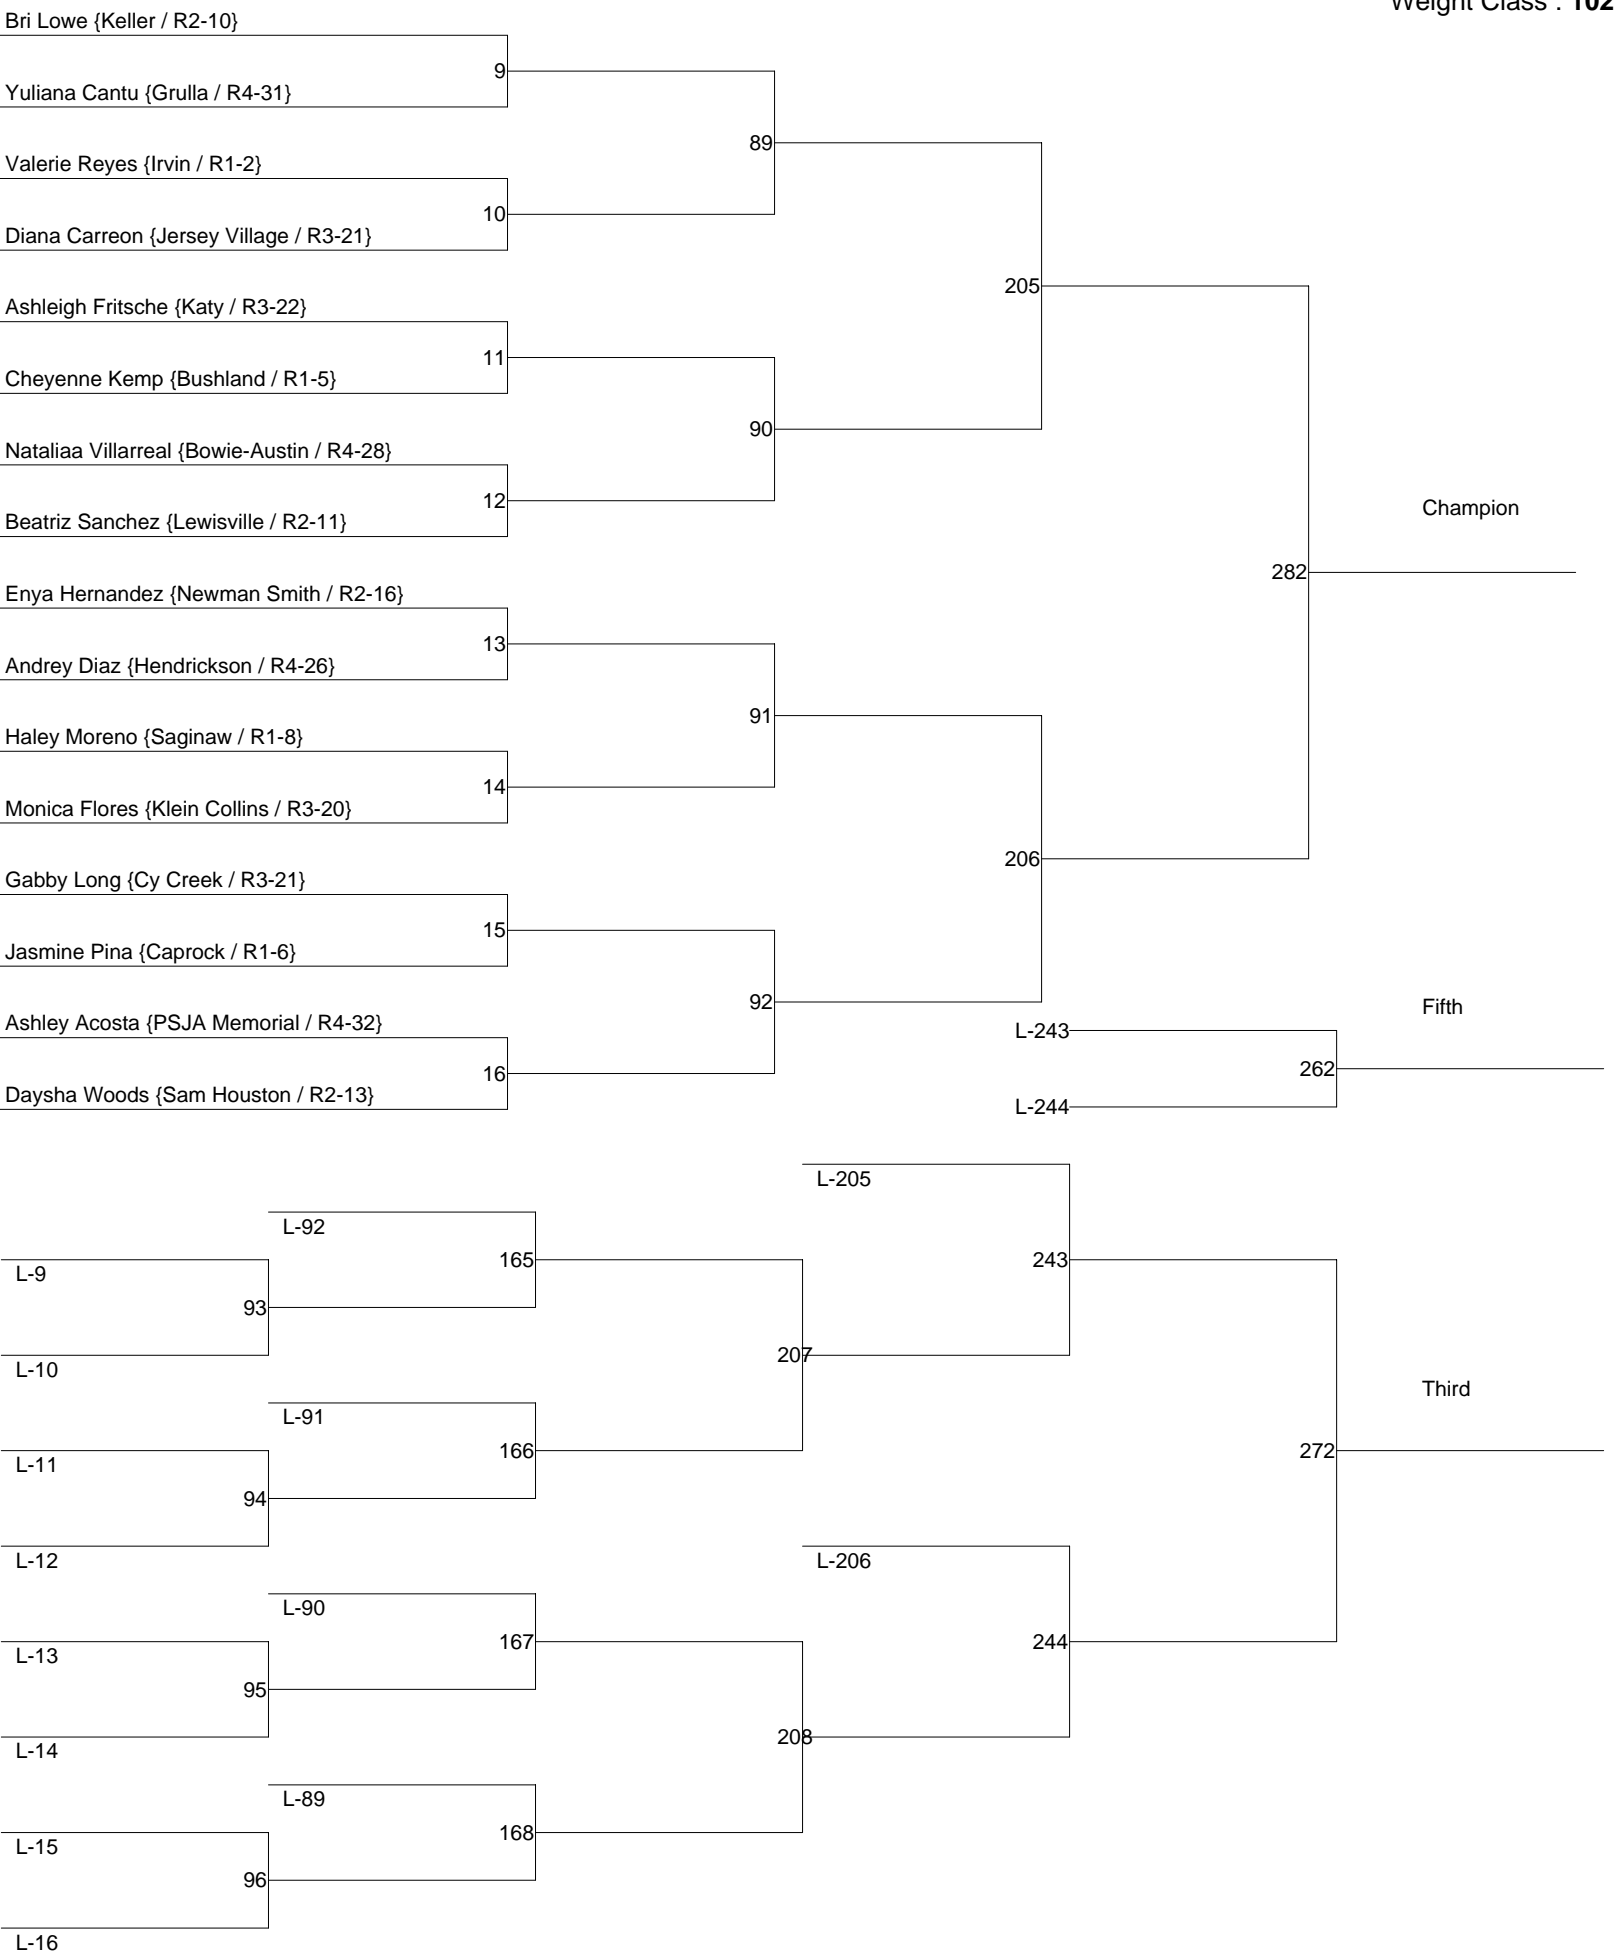 Weight Class : 102
Bri Lowe {Keller / R2-10}
9
Yuliana Cantu {Grulla / R4-31}
89
Valerie Reyes {Irvin / R1-2}
10
Diana Carreon {Jersey Village / R3-21}
205
Ashleigh Fritsche {Katy / R3-22}
11
Cheyenne Kemp {Bushland / R1-5}
90
Nataliaa Villarreal {Bowie-Austin / R4-28}
12
Champion
Beatriz Sanchez {Lewisville / R2-11}
282
Enya Hernandez {Newman Smith / R2-16}
13
Andrey Diaz {Hendrickson / R4-26}
91
Haley Moreno {Saginaw / R1-8}
14
Monica Flores {Klein Collins / R3-20}
206
Gabby Long {Cy Creek / R3-21}
15
Jasmine Pina {Caprock / R1-6}
92
Fifth
Ashley Acosta {PSJA Memorial / R4-32}
L-243
262
16
Daysha Woods {Sam Houston / R2-13}
L-244
L-205
L-92
165
243
L-9
93
207
L-10
Third
L-91
166
272
L-11
94
L-12
L-206
L-90
167
244
L-13
95
208
L-14
L-89
168
L-15
96
L-16